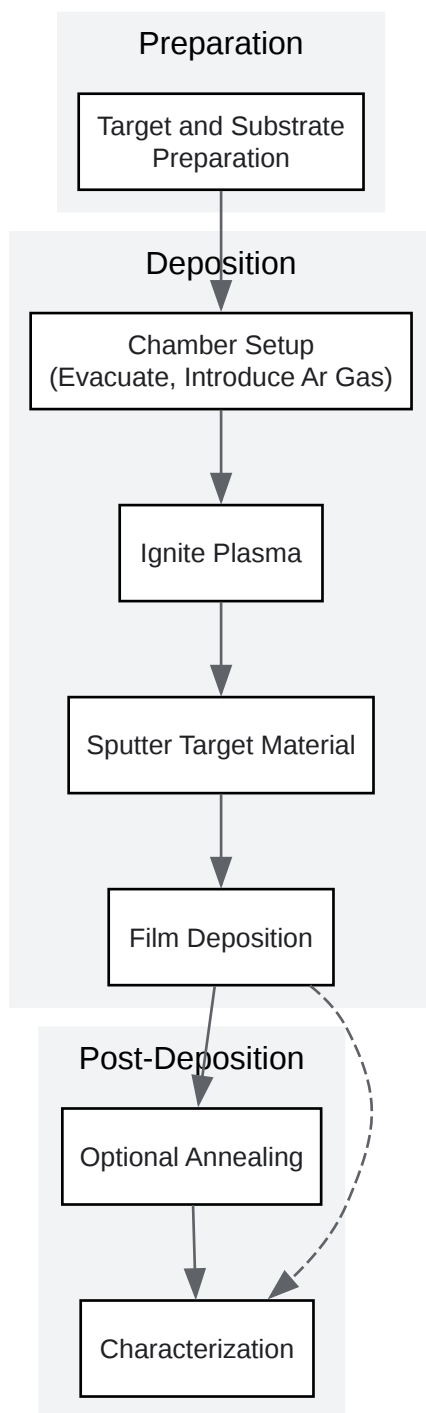 Preparation
Target and Substrate
Preparation
Deposition
Chamber Setup
(Evacuate, Introduce Ar Gas)
Ignite Plasma
Sputter Target Material
Film Deposition
Post-Deposition
Optional Annealing
Characterization